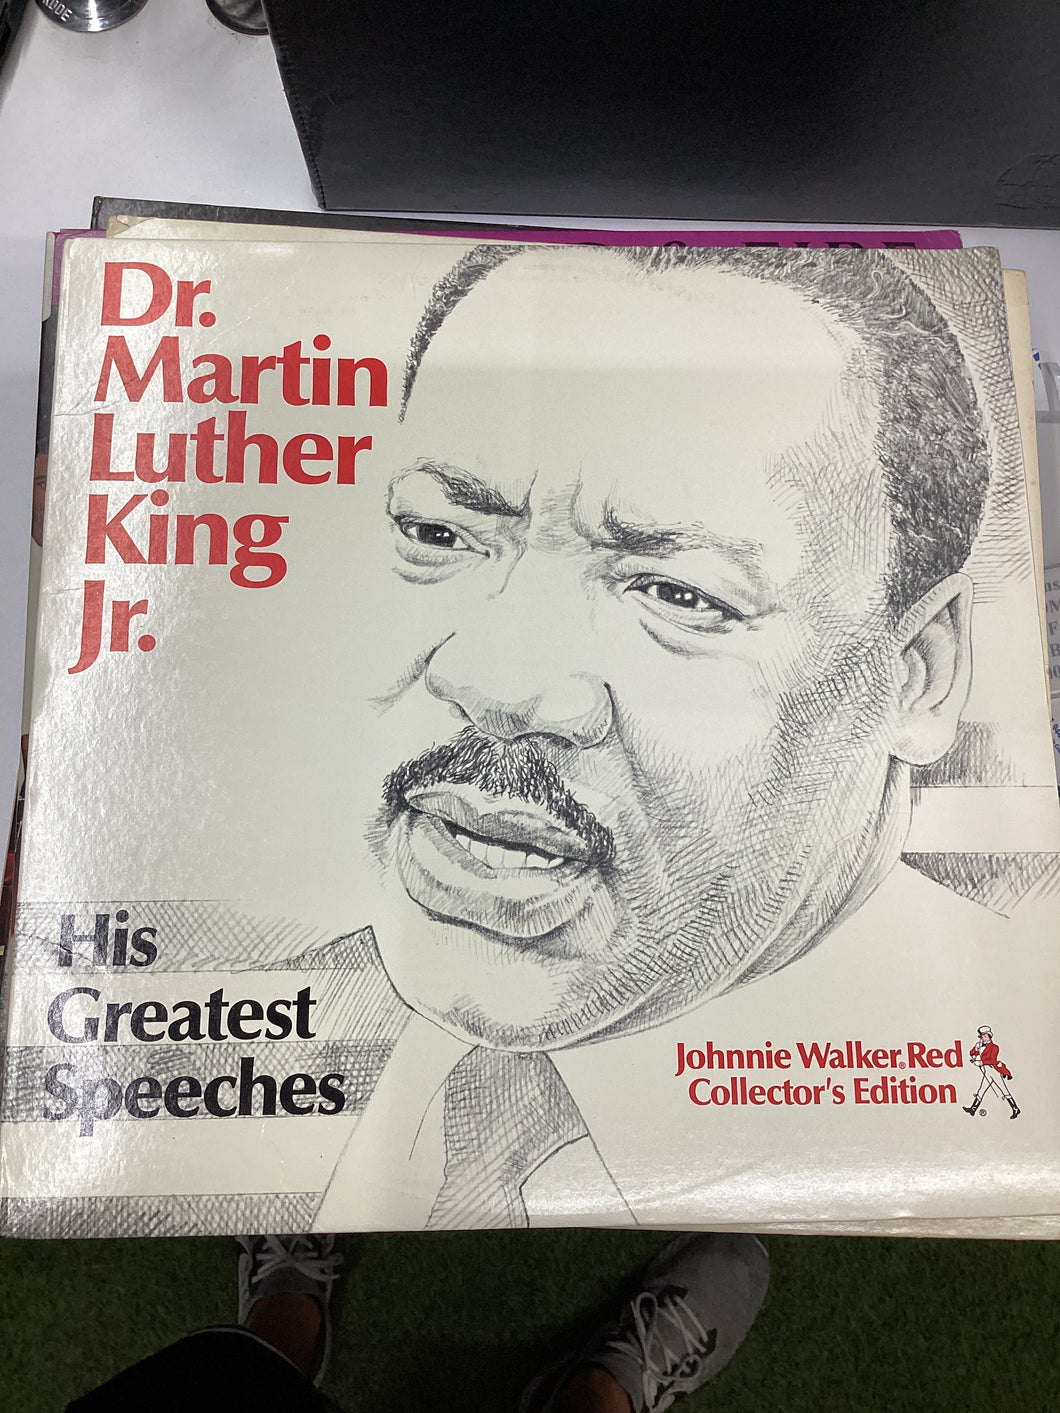 Dr.
Martin
Luther
King
Jr.
His
Greatest
Speeches
Johnnie Walker® Red
Collector's Edition
®